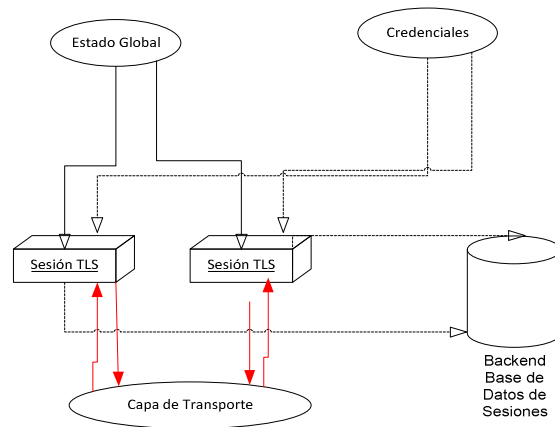 Estado Global
Credenciales
Sesión TLS
Sesión TLS
Backend
Base de
Datos de
Sesiones
Capa de Transporte